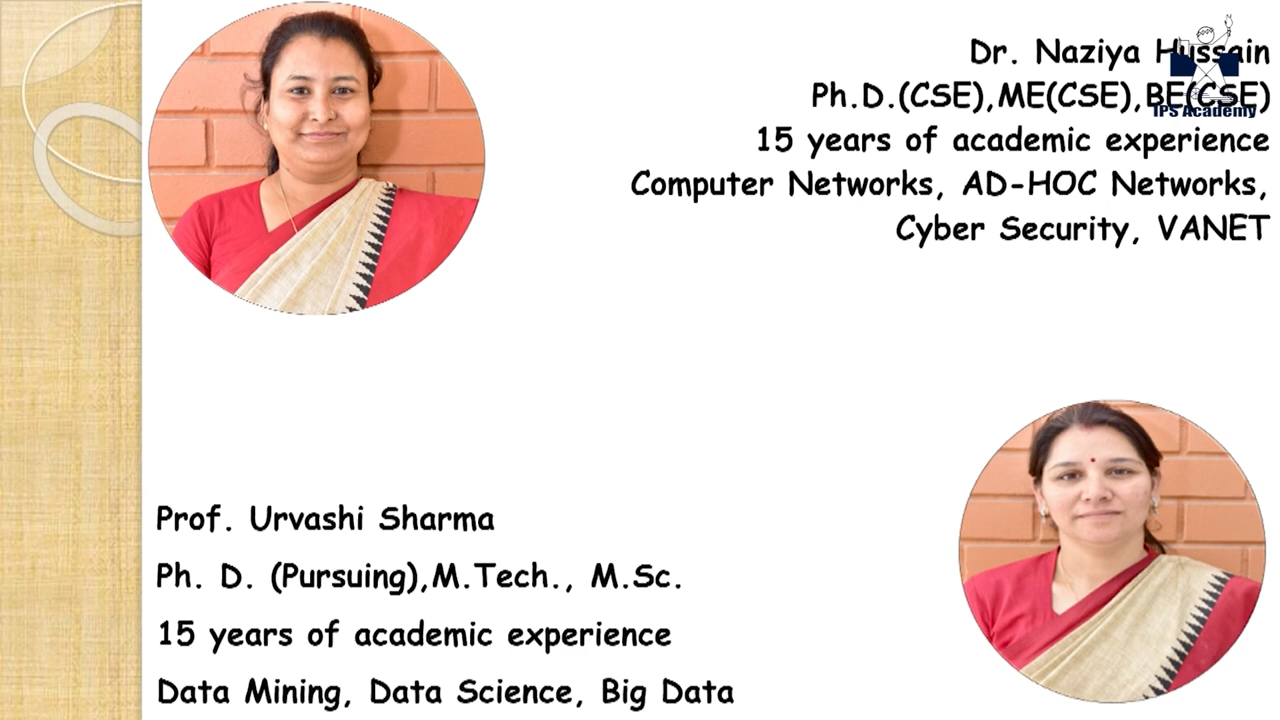 Dr. Naziya Hussain
Ph.D.(CSE),ME(CSE),BE(CSE)
IPS Academy
15 years of academic experience
Computer Networks, AD-HOC Networks,
Cyber Security, VANET
Prof. Urvashi Sharma
Ph. D. (Pursuing),M.Tech., M.Sc.
15 years of academic experience
Data Mining, Data Science, Big Data